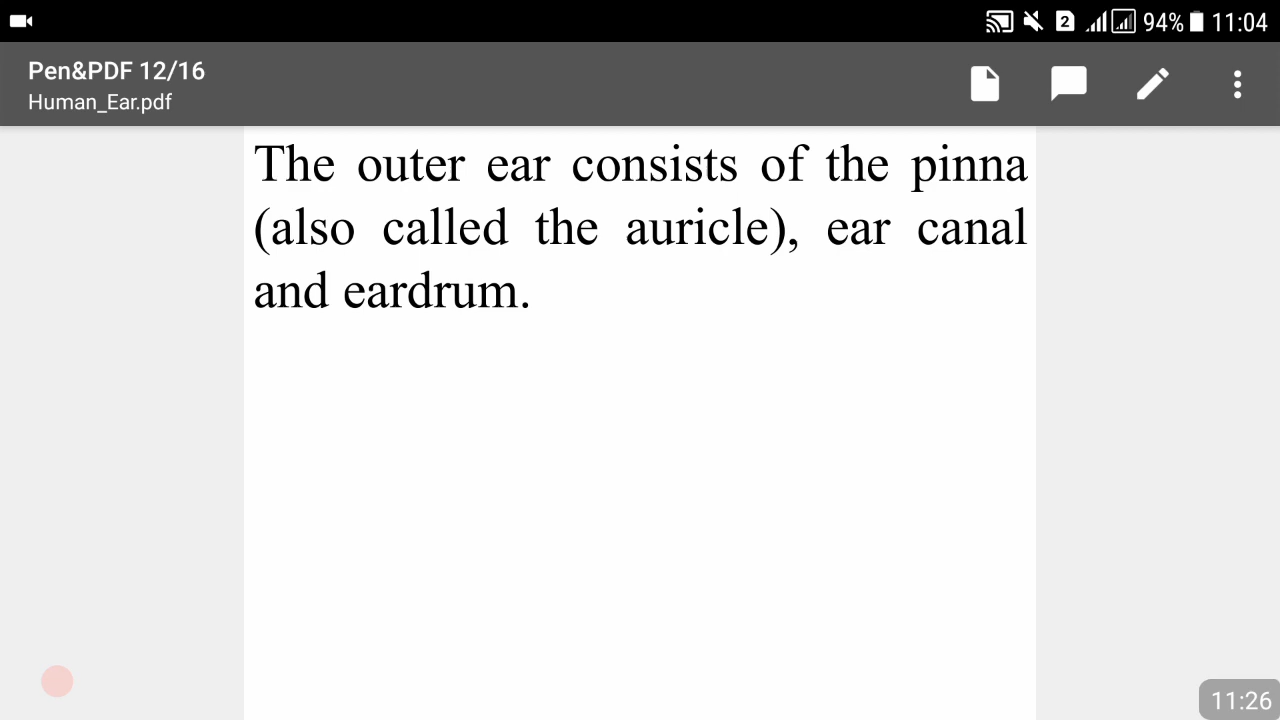 2 94% 11:04
Pen&PDF 12/16
Human_Ear.pdf
The outer ear consists of the pinna
(also called the auricle), ear canal
and eardrum.
11:26